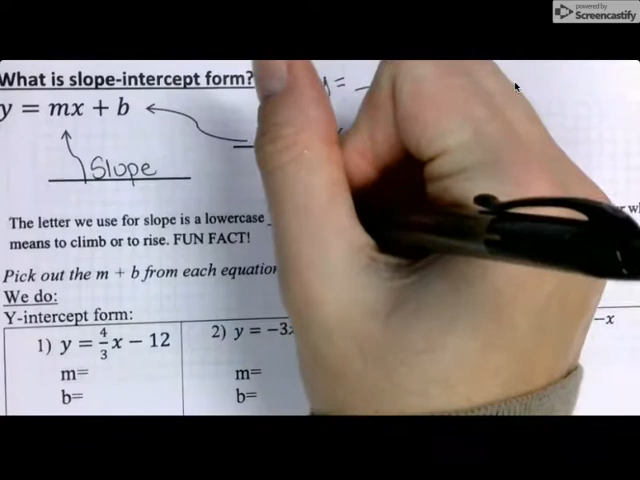 powered by
Screencastify
What is slope-intercept form?
y = mx + b
y =
Slope
The letter we use for slope is a lowercase
means to climb or to rise. FUN FACT!
Pick out the m + b from each equation
We do:
Y-intercept form:
1) y = 4/3 x − 12
2) y = −3
−x
m=
m=
b=
b=